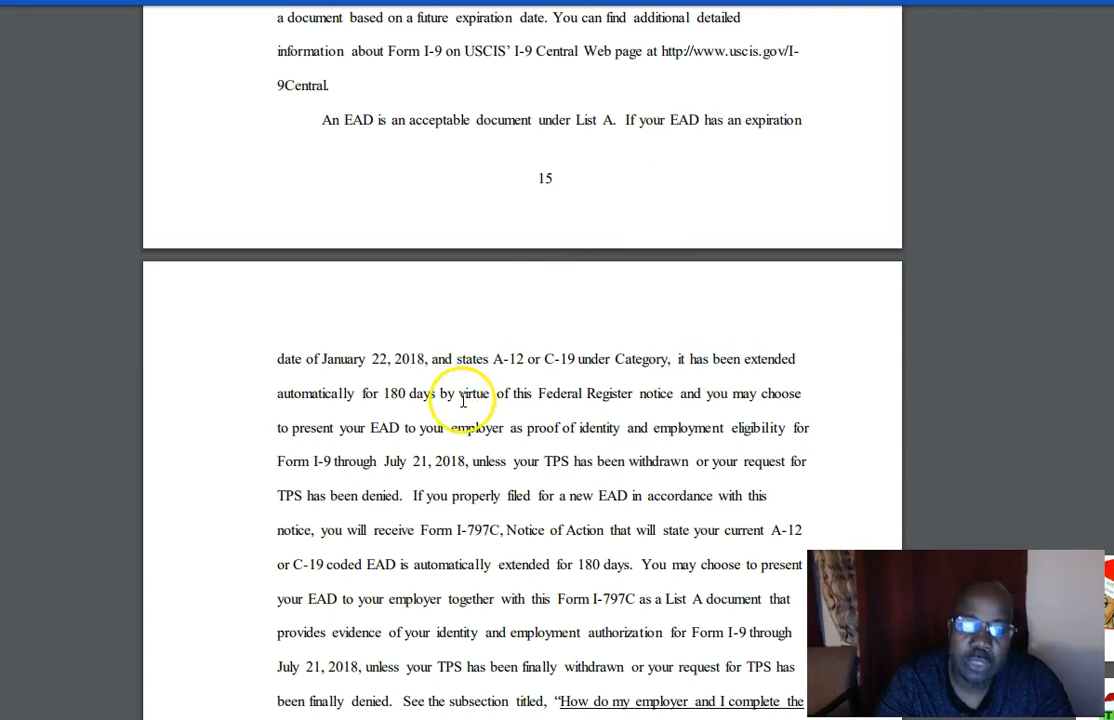 a document based on a future expiration date. You can find additional detailed
information about Form I-9 on USCIS’ I-9 Central Web page at http://www.uscis.gov/I-
9Central.
An EAD is an acceptable document under List A. If your EAD has an expiration
15
date of January 22, 2018, and states A-12 or C-19 under Category, it has been extended
automatically for 180 days by virtue of this Federal Register notice and you may choose
to present your EAD to your employer as proof of identity and employment eligibility for
Form I-9 through July 21, 2018, unless your TPS has been withdrawn or your request for
TPS has been denied. If you properly filed for a new EAD in accordance with this
notice, you will receive Form I-797C, Notice of Action that will state your current A-12
or C-19 coded EAD is automatically extended for 180 days. You may choose to present
your EAD to your employer together with this Form I-797C as a List A document that
provides evidence of your identity and employment authorization for Form I-9 through
July 21, 2018, unless your TPS has been finally withdrawn or your request for TPS has
been finally denied. See the subsection titled, “How do my employer and I complete the